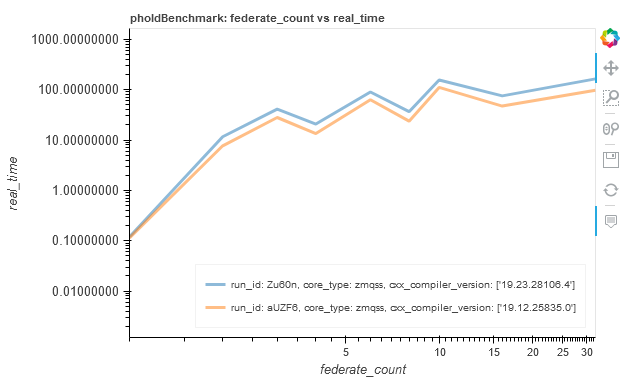 pholdBenchmark: federate_count vs real_time
1000.00000000
100.00000000
10.00000000
1.00000000
0.10000000
0.01000000
real_time
run_id: Zu60n, core_type: zmqss, cxx_compiler_version: ['19.23.28106.4']
run_id: aUZF6, core_type: zmqss, cxx_compiler_version: ['19.12.25835.0']
5 10 15 20 25 30
federate_count